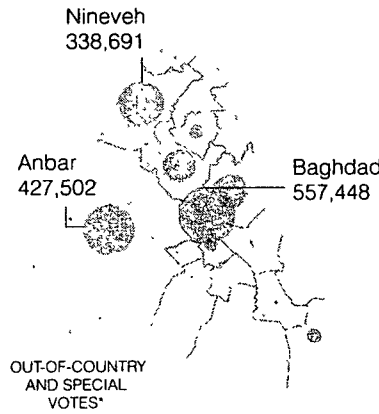 Nineveh
338,691
Anbar
427,502
Baghdad
557,448
OUT-OF-COUNTRY
AND SPECIAL
VOTES*